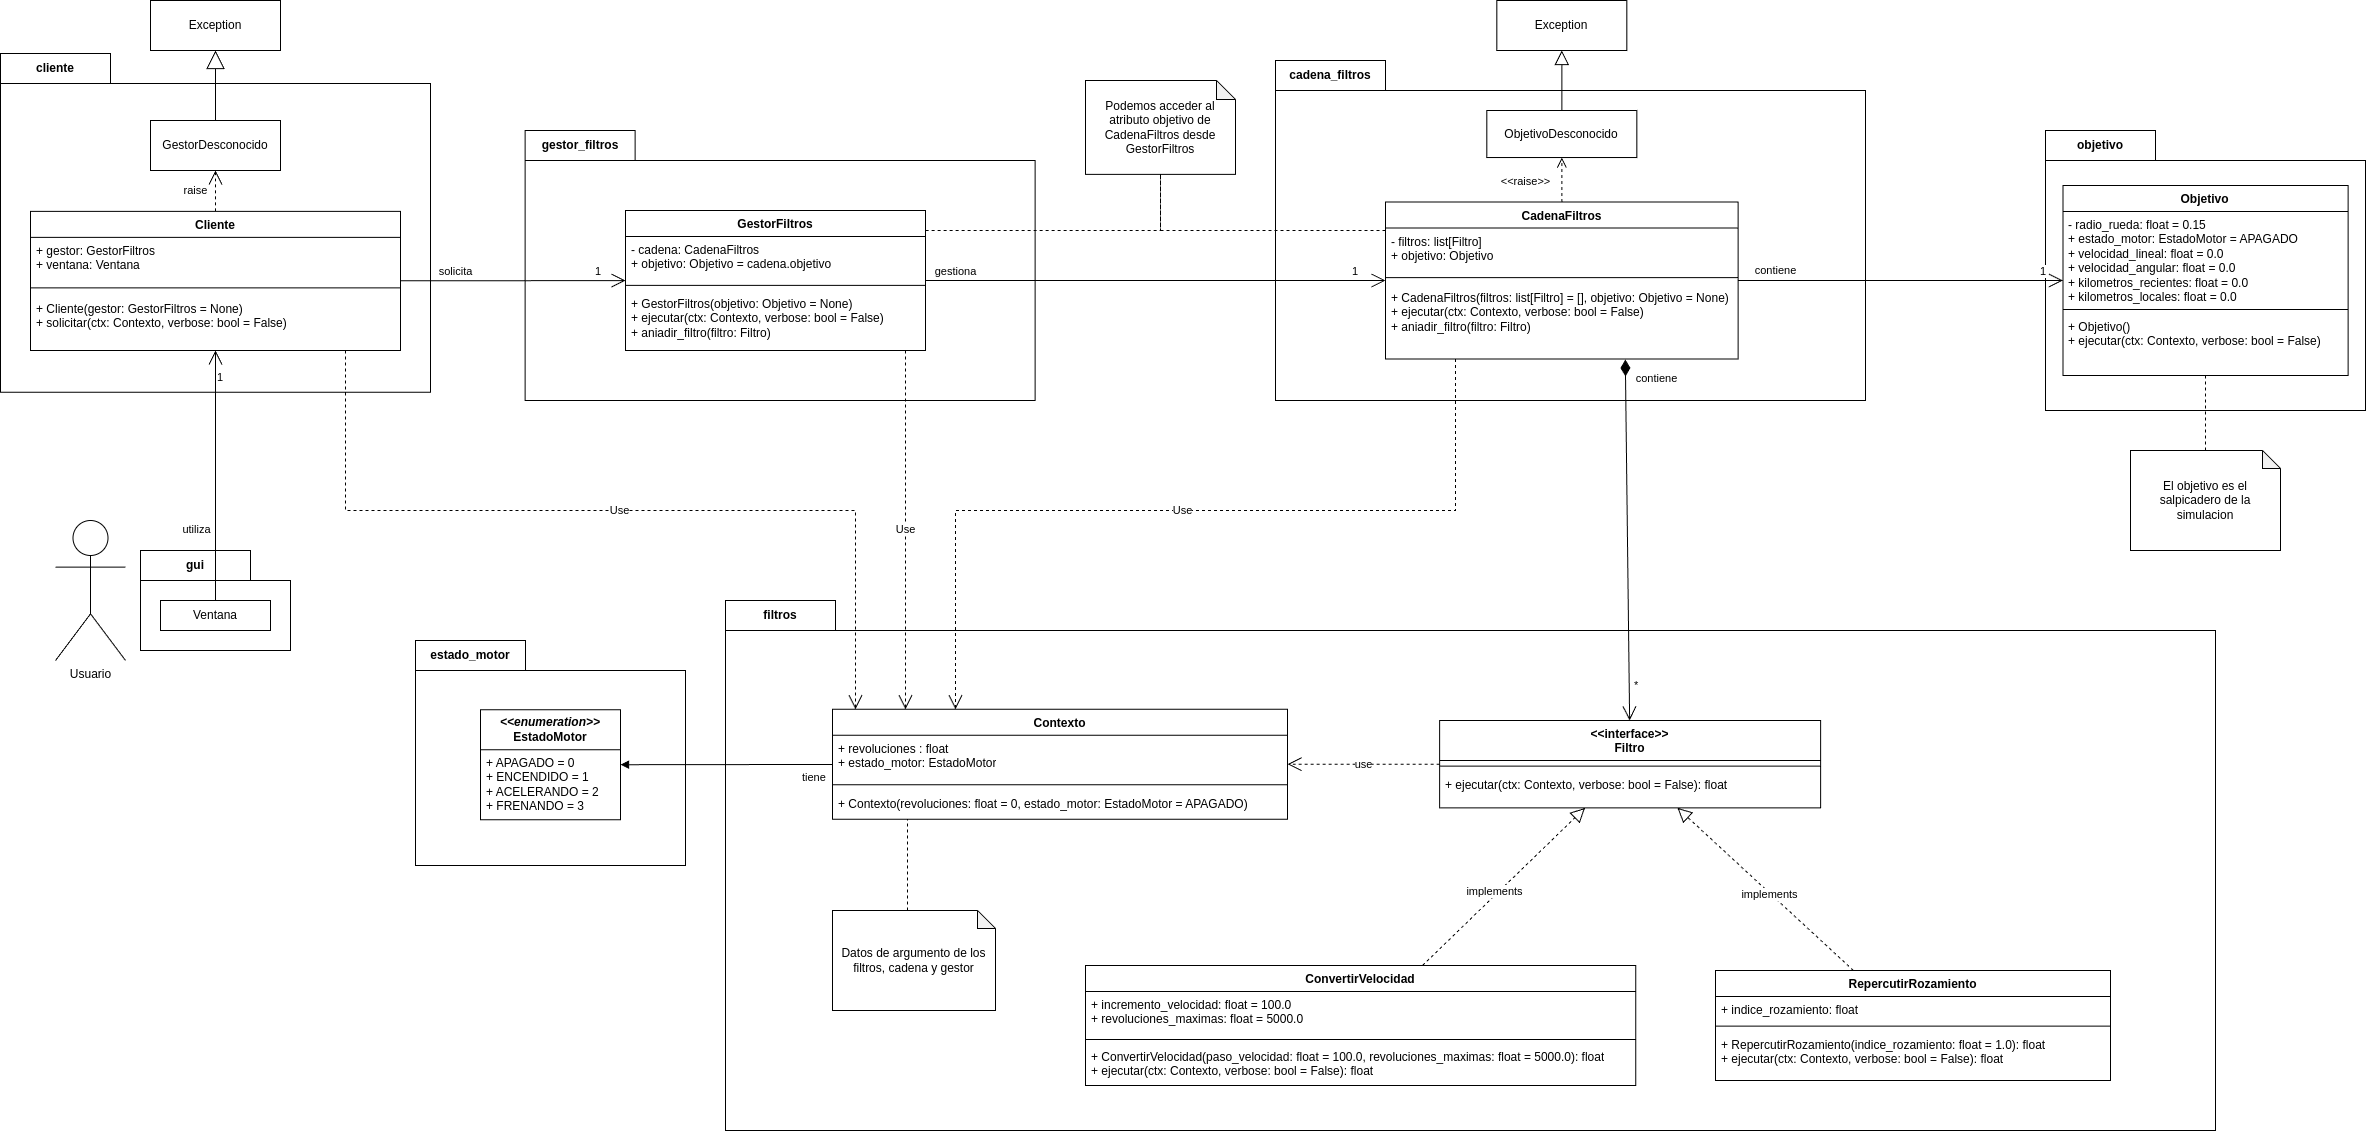 Exception
cliente
GestorDesconocido
raise
Cliente
+ gestor: GestorFiltros
+ ventana: Ventana
+ Cliente(gestor: GestorFiltros = None)
+ solicitar(ctx: Contexto, verbose: bool = False)
solicita
1
1
utiliza
gui
Ventana
Usuario
gestor_filtros
GestorFiltros
- cadena: CadenaFiltros
+ objetivo: Objetivo = cadena.objetivo
+ GestorFiltros(objetivo: Objetivo = None)
+ ejecutar(ctx: Contexto, verbose: bool = False)
+ aniadir_filtro(filtro: Filtro)
gestiona
1
Podemos acceder al
atributo objetivo de
CadenaFiltros desde
GestorFiltros
Exception
cadena_filtros
ObjetivoDesconocido
<<raise>>
CadenaFiltros
- filtros: list[Filtro]
+ objetivo: Objetivo
+ CadenaFiltros(filtros: list[Filtro] = [], objetivo: Objetivo = None)
+ ejecutar(ctx: Contexto, verbose: bool = False)
+ aniadir_filtro(filtro: Filtro)
contiene
1
contiene
*
objetivo
Objetivo
- radio_rueda: float = 0.15
+ estado_motor: EstadoMotor = APAGADO
+ velocidad_lineal: float = 0.0
+ velocidad_angular: float = 0.0
+ kilometros_recientes: float = 0.0
+ kilometros_locales: float = 0.0
+ Objetivo()
+ ejecutar(ctx: Contexto, verbose: bool = False)
El objetivo es el
salpicadero de la
simulacion
Use
Use
Use
estado_motor
<<enumeration>>
EstadoMotor
+ APAGADO = 0
+ ENCENDIDO = 1
+ ACELERANDO = 2
+ FRENANDO = 3
tiene
filtros
Contexto
+ revoluciones : float
+ estado_motor: EstadoMotor
+ Contexto(revoluciones: float = 0, estado_motor: EstadoMotor = APAGADO)
use
<<interface>>
Filtro
+ ejecutar(ctx: Contexto, verbose: bool = False): float
implements
implements
Datos de argumento de los
filtros, cadena y gestor
ConvertirVelocidad
+ incremento_velocidad: float = 100.0
+ revoluciones_maximas: float = 5000.0
+ ConvertirVelocidad(paso_velocidad: float = 100.0, revoluciones_maximas: float = 5000.0): float
+ ejecutar(ctx: Contexto, verbose: bool = False): float
RepercutirRozamiento
+ indice_rozamiento: float
+ RepercutirRozamiento(indice_rozamiento: float = 1.0): float
+ ejecutar(ctx: Contexto, verbose: bool = False): float